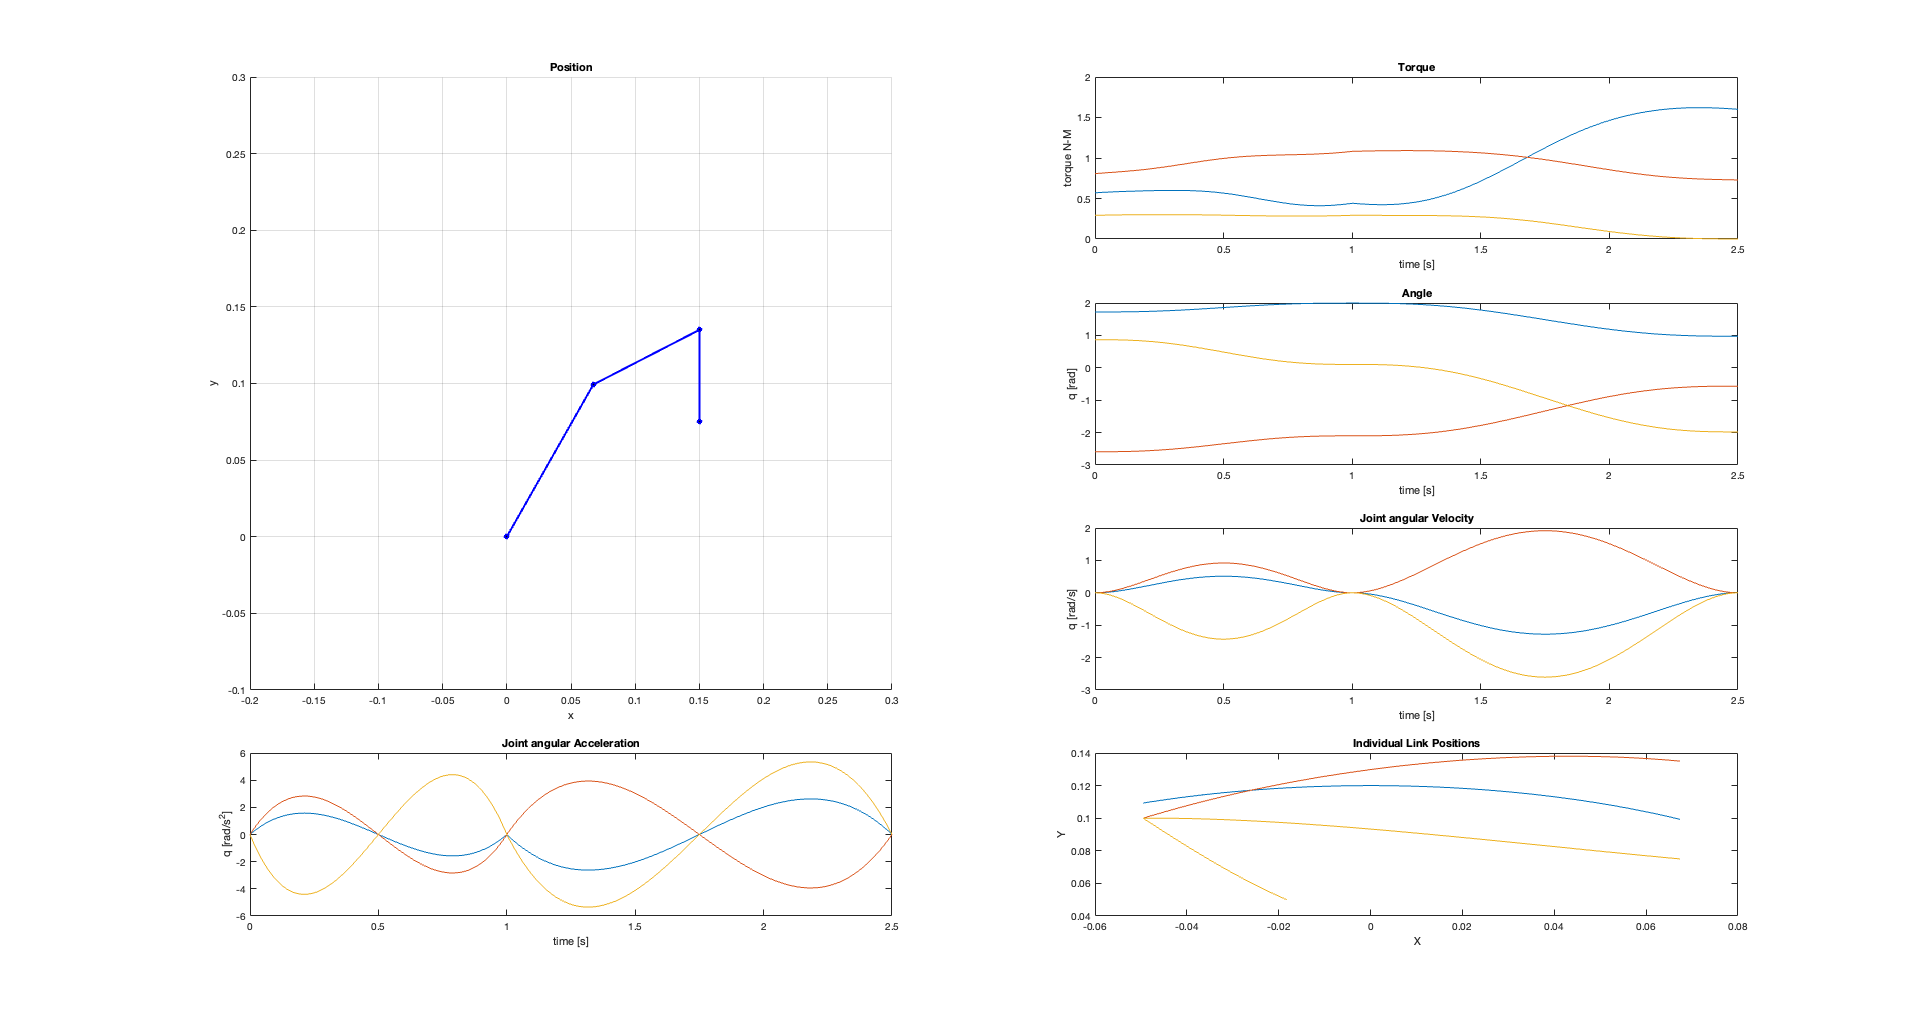 Position
0.3
0.25
0.2
0.15
0.1
0.05
0
-0.05
-0.1
y
-0.2 -0.15 -0.1 -0.05 0 0.05 0.1 0.15 0.2 0.25 0.3
x
Torque
2
1.5
1
0.5
0
torque N-M
0 0.5 1 1.5 2 2.5
time [s]
Angle
2
1
0
-1
-2
-3
q [rad]
0 0.5 1 1.5 2 2.5
time [s]
Joint angular Velocity
2
1
0
-1
-2
-3
q [rad/s]
0 0.5 1 1.5 2 2.5
time [s]
Joint angular Acceleration
6
4
2
0
-2
-4
-6
q [rad/s²]
0 0.5 1 1.5 2 2.5
time [s]
Individual Link Positions
0.14
0.12
0.1
0.08
0.06
0.04
Y
-0.06 -0.04 -0.02 0 0.02 0.04 0.06 0.08
X